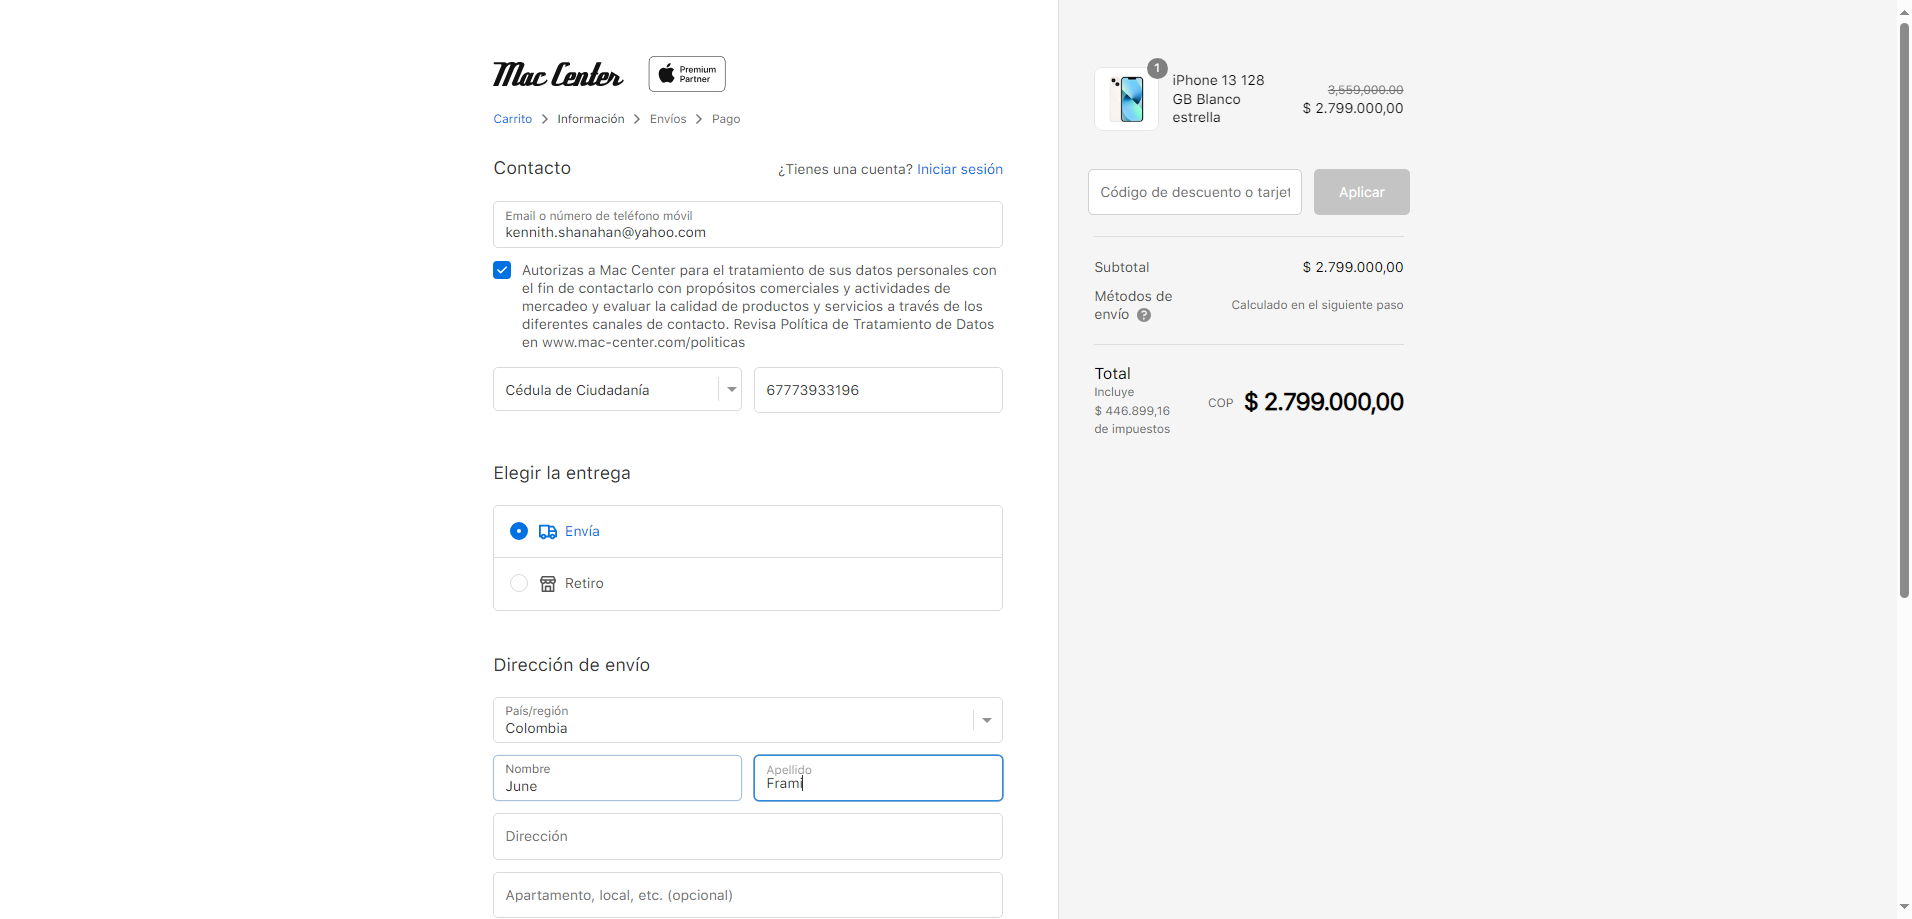 Mac Center
Premium
Partner
Carrito > Información > Envíos > Pago
Contacto
¿Tienes una cuenta? Iniciar sesión
Email o número de teléfono móvil
kennith.shanahan@yahoo.com
Autorizas a Mac Center para el tratamiento de sus datos personales con
el fin de contactarlo con propósitos comerciales y actividades de
mercadeo y evaluar la calidad de productos y servicios a través de los
diferentes canales de contacto. Revisa Política de Tratamiento de Datos
en www.mac-center.com/politicas
Cédula de Ciudadanía
67773933196
Elegir la entrega
Envía
Retiro
Dirección de envío
País/región
Colombia
Nombre
June
Apellido
Frami
Dirección
Apartamento, local, etc. (opcional)
1
iPhone 13 128
GB Blanco
estrella
3,559,000.00
$ 2.799.000,00
Código de descuento o tarjet
Aplicar
Subtotal
$ 2.799.000,00
Métodos de
envío ?
Calculado en el siguiente paso
Total
Incluye
$ 446.899,16
de impuestos
COP $ 2.799.000,00